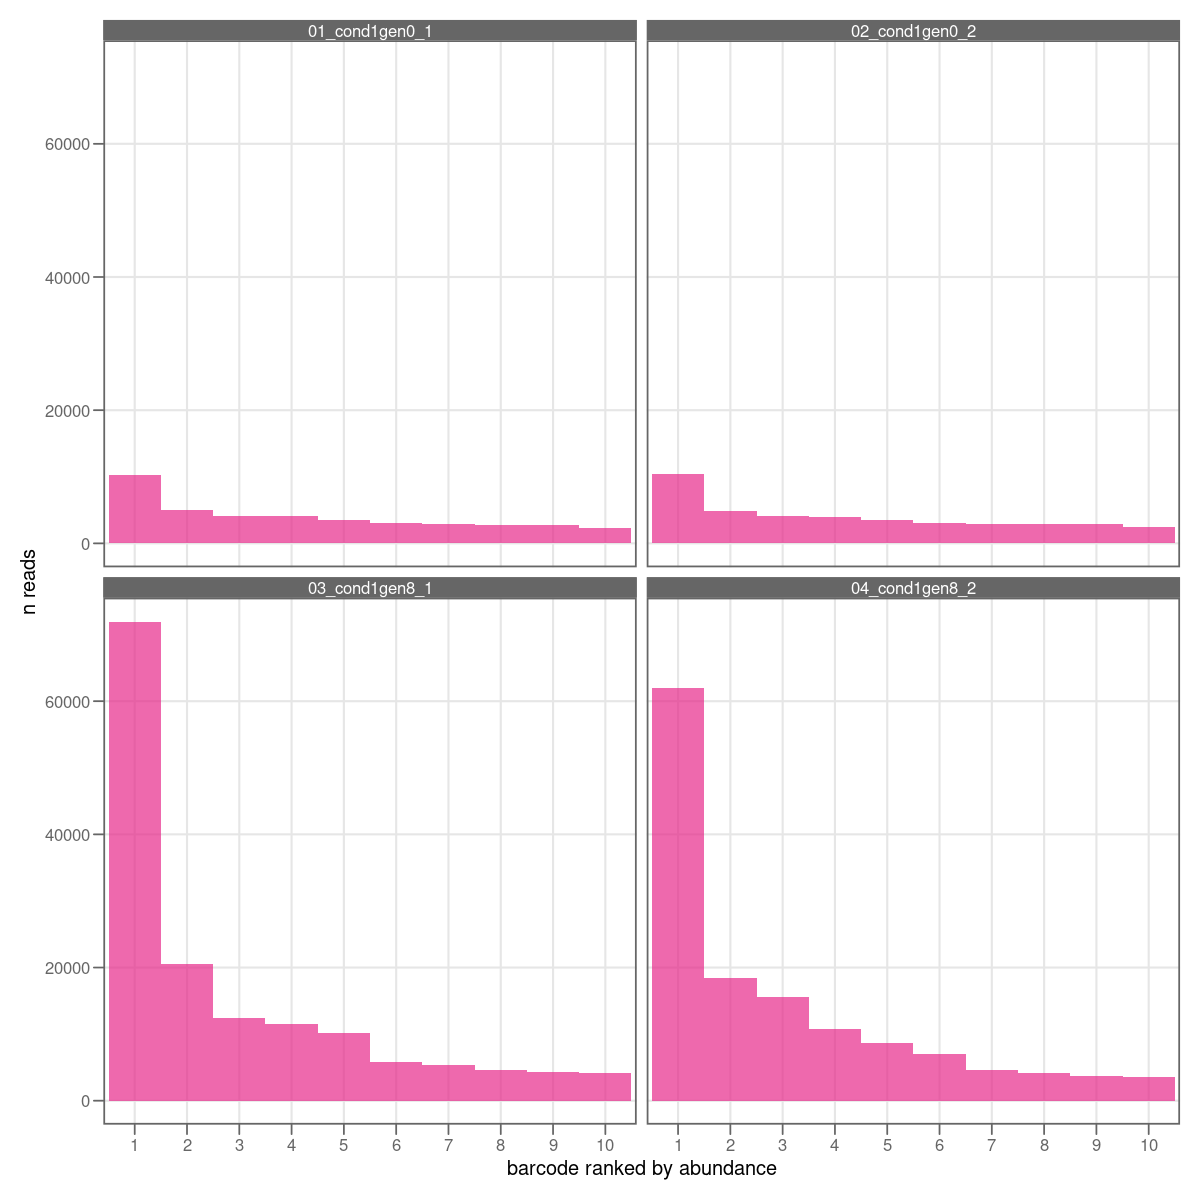 01_cond1gen0_1
02_cond1gen0_2
60000
40000
20000
0
n reads
03_cond1gen8_1
04_cond1gen8_2
60000
40000
20000
0
1 2 3 4 5 6 7 8 9 10
1 2 3 4 5 6 7 8 9 10
barcode ranked by abundance